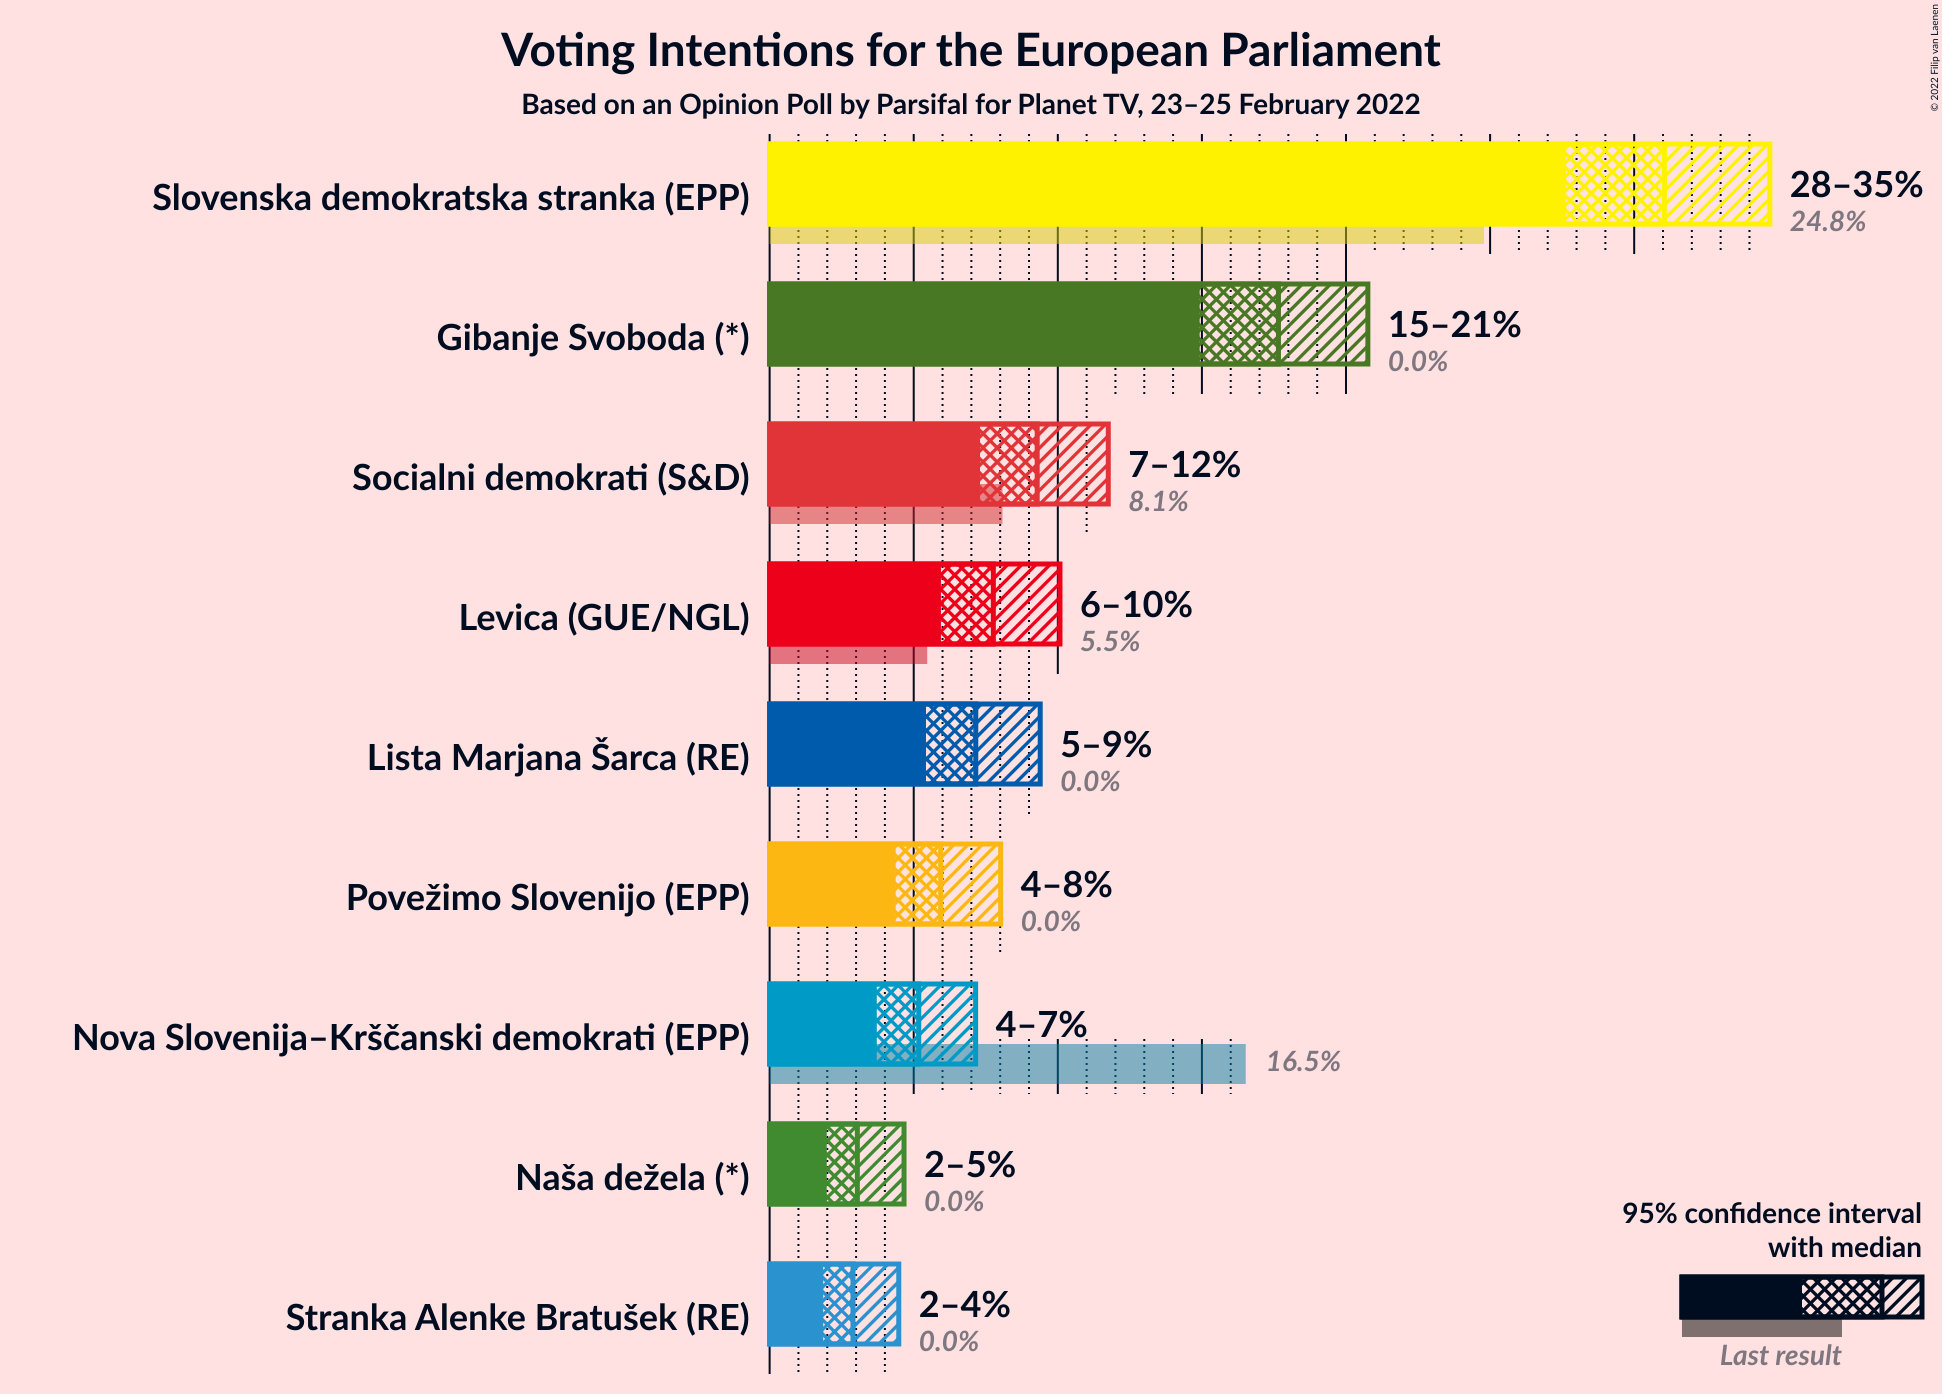 Voting Intentions for the European Parliament
Based on an Opinion Poll by Parsifal for Planet TV, 23–25 February 2022
© 2022 Filip van Laenen
Slovenska demokratska stranka (EPP)
28–35%
24.8%
Gibanje Svoboda (*)
15–21%
0.0%
Socialni demokrati (S&D)
7–12%
8.1%
Levica (GUE/NGL)
6–10%
5.5%
Lista Marjana Šarca (RE)
5–9%
0.0%
Povežimo Slovenijo (EPP)
4–8%
0.0%
Nova Slovenija–Krščanski demokrati (EPP)
4–7%
16.5%
Naša dežela (*)
2–5%
0.0%
Stranka Alenke Bratušek (RE)
2–4%
0.0%
95% confidence interval
with median
Last result